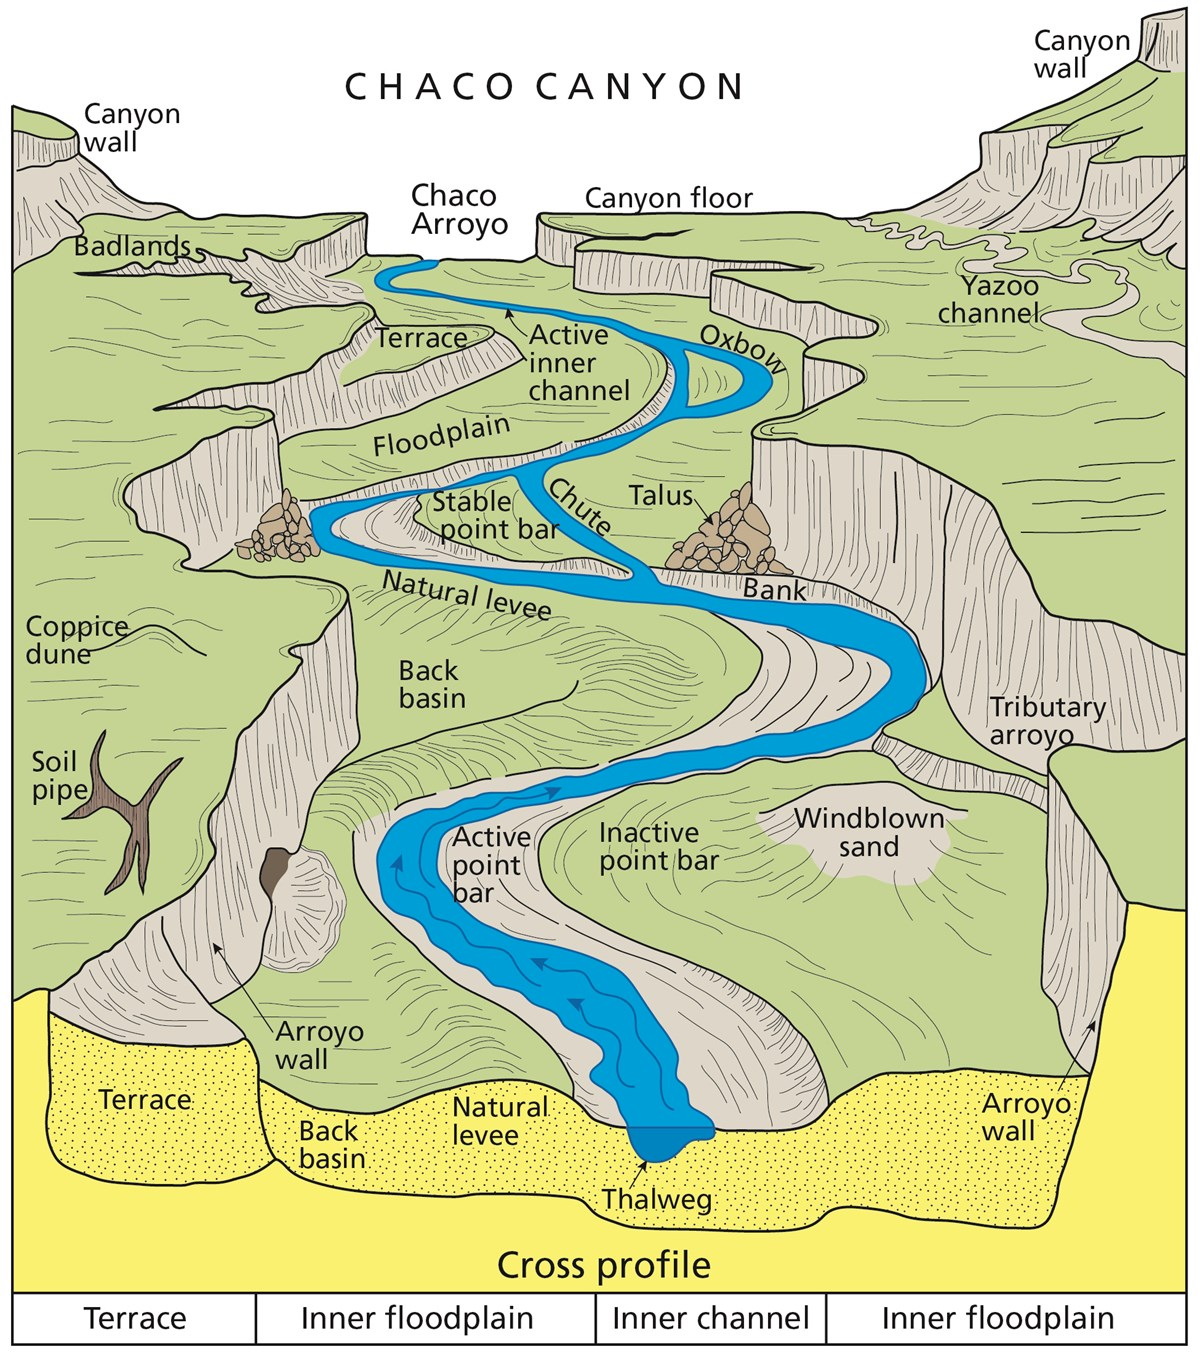 CHACO CANYON
Canyon
wall
Canyon
wall
Chaco
Arroyo
Canyon floor
Badlands
Yazoo
channel
Terrace
Active
inner
channel
Oxbow
Floodplain
Stable
point bar
Chute
Talus
Natural levee
Bank
Coppice
dune
Back
basin
Tributary
arroyo
Soil
pipe
Active
point
bar
Inactive
point bar
Windblown
sand
Arroyo
wall
Terrace
Back
basin
Natural
levee
Arroyo
wall
Thalweg
Cross profile
Terrace
Inner floodplain
Inner channel
Inner floodplain